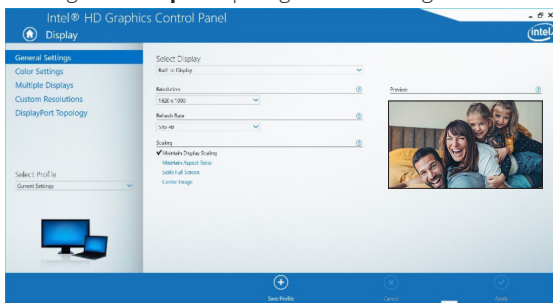 Intel® HD Graphics Control Panel
Display
intel
General Settings
Color Settings
Multiple Displays
Custom Resolutions
DisplayPort Topology
Select Profile
Current Settings
Select Display
Built-in Display
Resolution
Refresh Rate
Scaling
Maintain Display Scaling
Maintain Aspect Ratio
Scale Full Screen
Center Image
Preview
Save Profile
Cancel
Apply